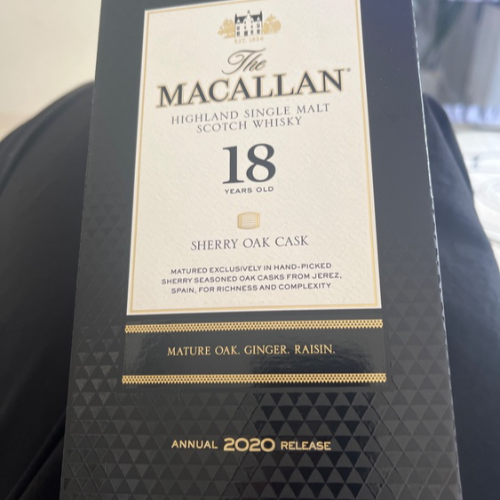 EST. 1824
The
MACALLAN
HIGHLAND SINGLE MALT
SCOTCH WHISKY
18
YEARS OLD
SHERRY OAK CASK
MATURED EXCLUSIVELY IN HAND-PICKED
SHERRY SEASONED OAK CASKS FROM JEREZ,
SPAIN, FOR RICHNESS AND COMPLEXITY
MATURE OAK. GINGER. RAISIN.
ANNUAL 2020 RELEASE